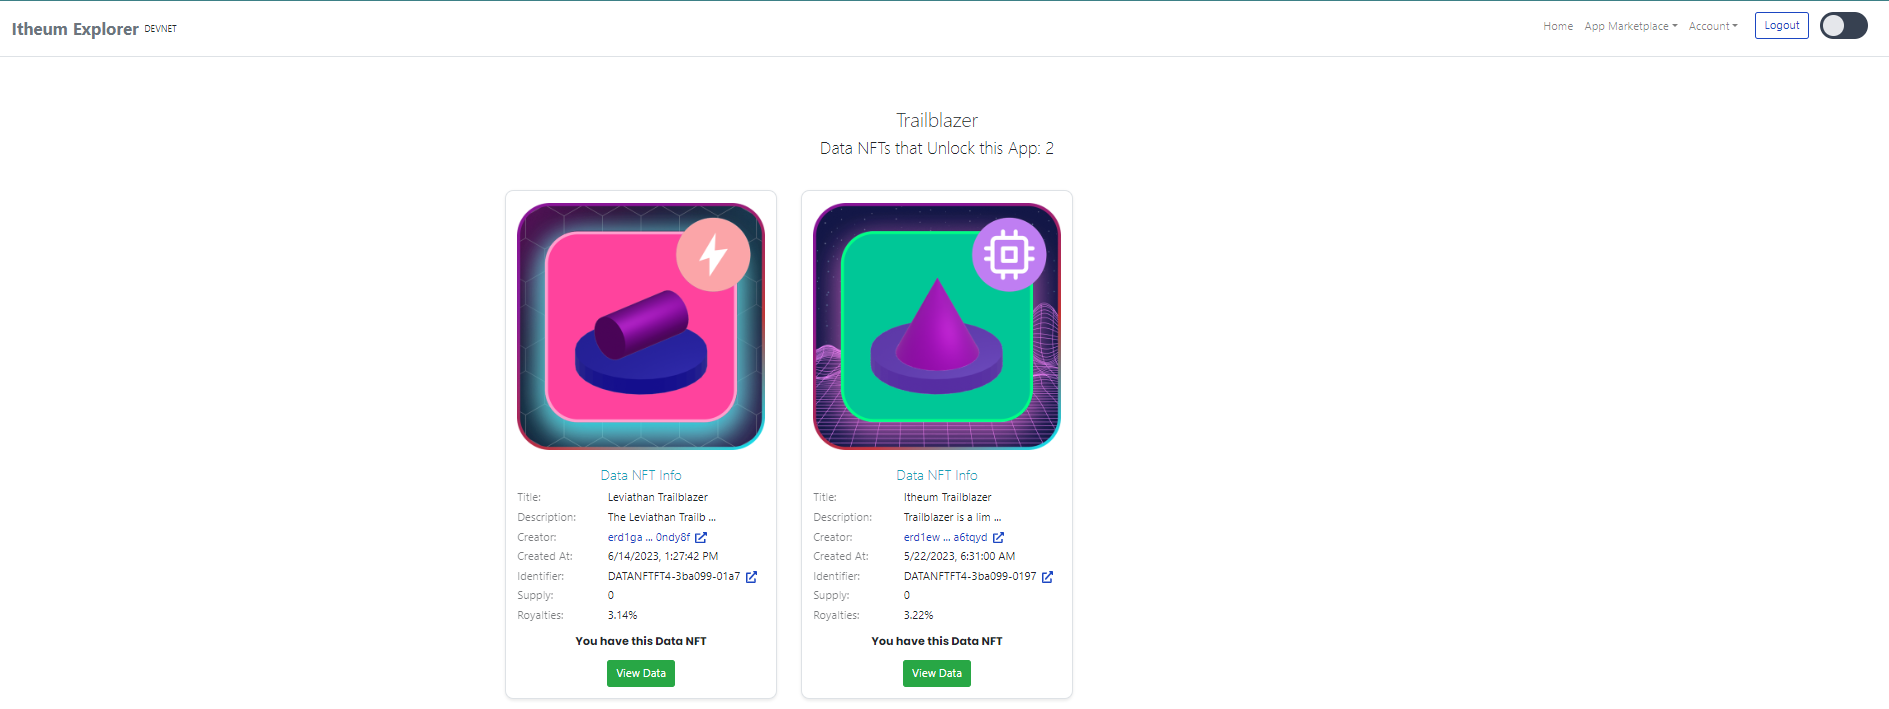 Itheum Explorer DEVNET
Home App Marketplace Account Logout
Trailblazer
Data NFTs that Unlock this App: 2
Data NFT Info
Title: Leviathan Trailblazer
Description: The Leviathan Trailb ...
Creator: erd1ga ... 0ndy8f
Created At: 6/14/2023, 1:27:42 PM
Identifier: DATANFTFT4-3ba099-01a7
Supply: 0
Royalties: 3.14%
You have this Data NFT
View Data
Data NFT Info
Title: Itheum Trailblazer
Description: Trailblazer is a lim ...
Creator: erd1ew ... a6tqyd
Created At: 5/22/2023, 6:31:00 AM
Identifier: DATANFTFT4-3ba099-0197
Supply: 0
Royalties: 3.22%
You have this Data NFT
View Data